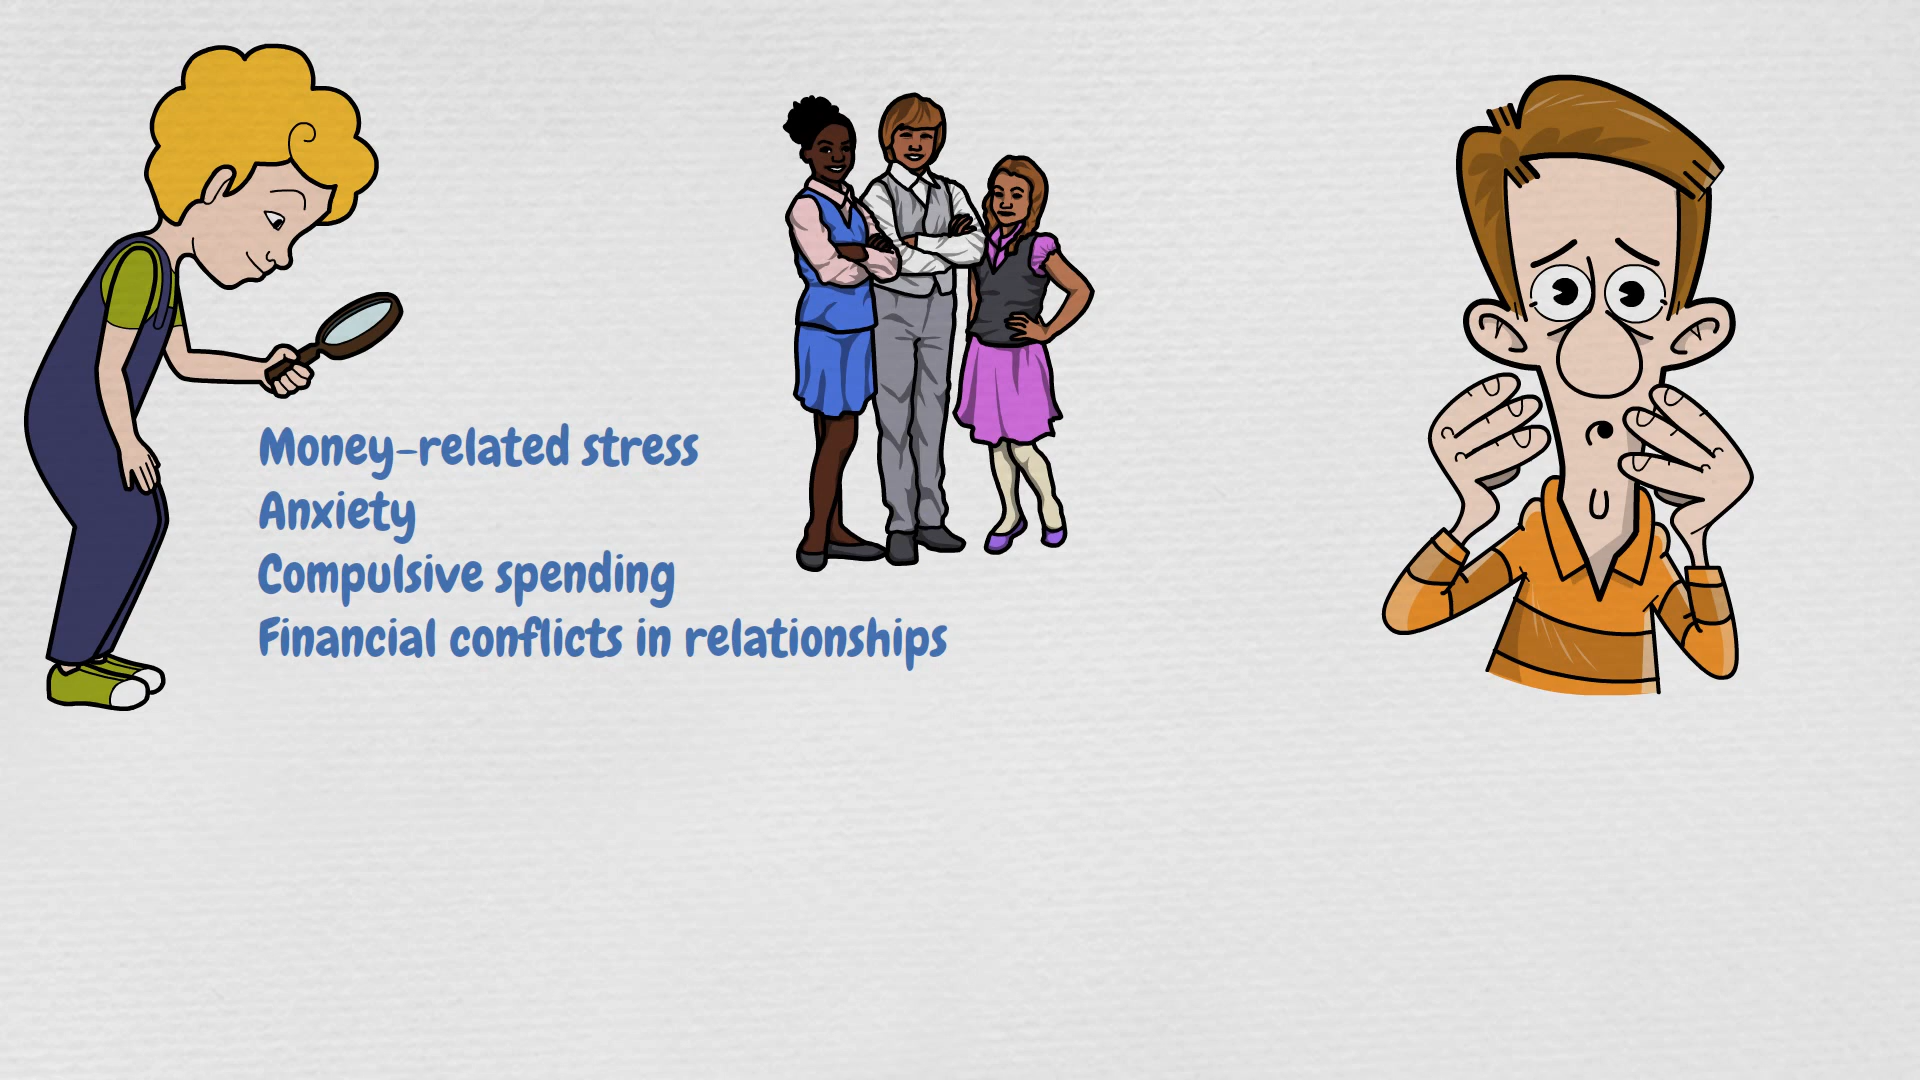 Money-related stress
Anxiety
Compulsive spending
Financial conflicts in relationships